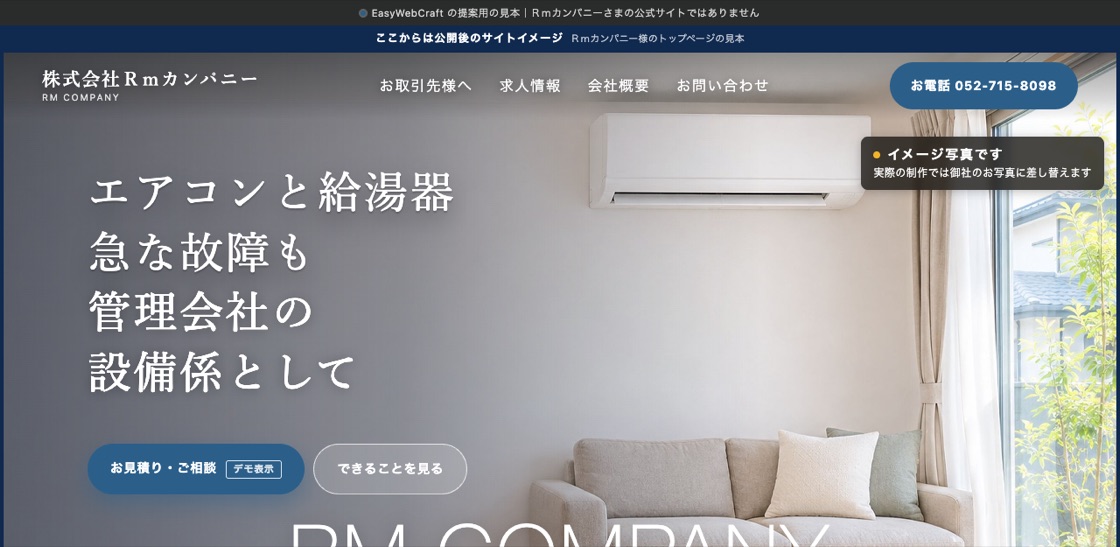 EasyWebCraft の提案用の見本｜Ｒｍカンパニーさまの公式サイトではありません
ここからは公開後のサイトイメージ Ｒｍカンパニー様のトップページの見本
株式会社Ｒｍカンパニー
RM COMPANY
お取引先様へ 求人情報 会社概要 お問い合わせ
お電話 052-715-8098
イメージ写真です
実際の制作では御社のお写真に差し替えます
エアコンと給湯器
急な故障も
管理会社の
設備係として
お見積り・ご相談 デモ表示
できることを見る
RM COMPANY